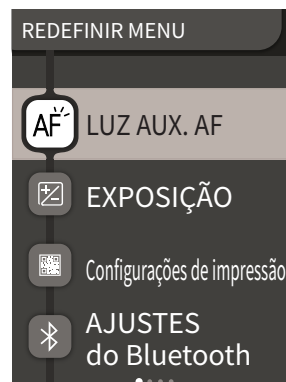 REDEFINIR MENU
AF
LUZ AUX. AF
EXPOSIÇÃO
Configurações de impressão
AJUSTES
do Bluetooth